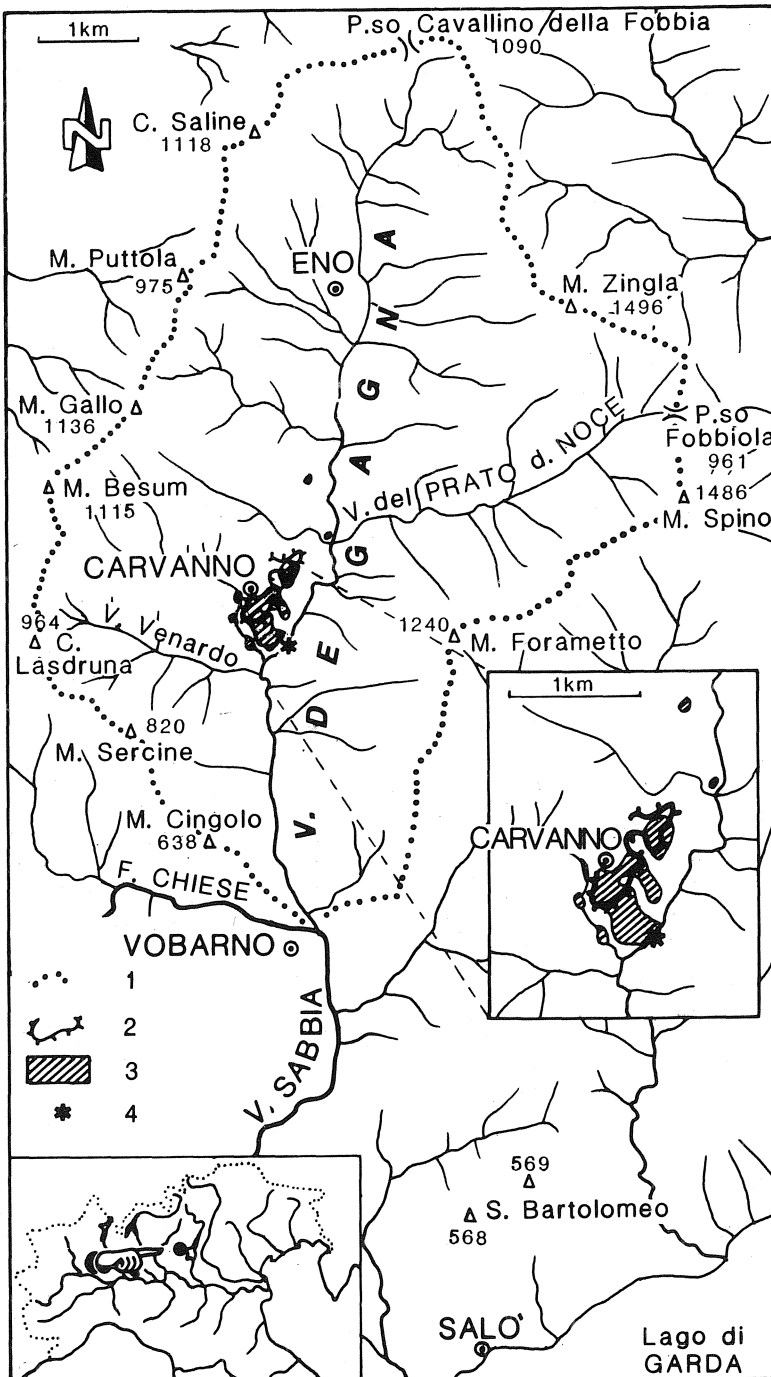 1km
P.so Cavallino della Fobbia
1090
N
C. Saline
1118
M. Puttola
975
ENO
M. Zingla
1496
M. Gallo
1136
P.so
Fobbiola
961
1486
M. Spino
M. Besum
1115
V. del PRATO d. NOCE
V. DEGAGNA
CARVANNO
V. Venardo
964
C.
Lasdruna
1240
M. Forametto
820
M. Sercine
M. Cingolo
638
F. CHIESE
VOBARNO
V. SABBIA
1
2
3
4
1km
CARVANNO
569
S. Bartolomeo
568
SALO'
Lago di
GARDA